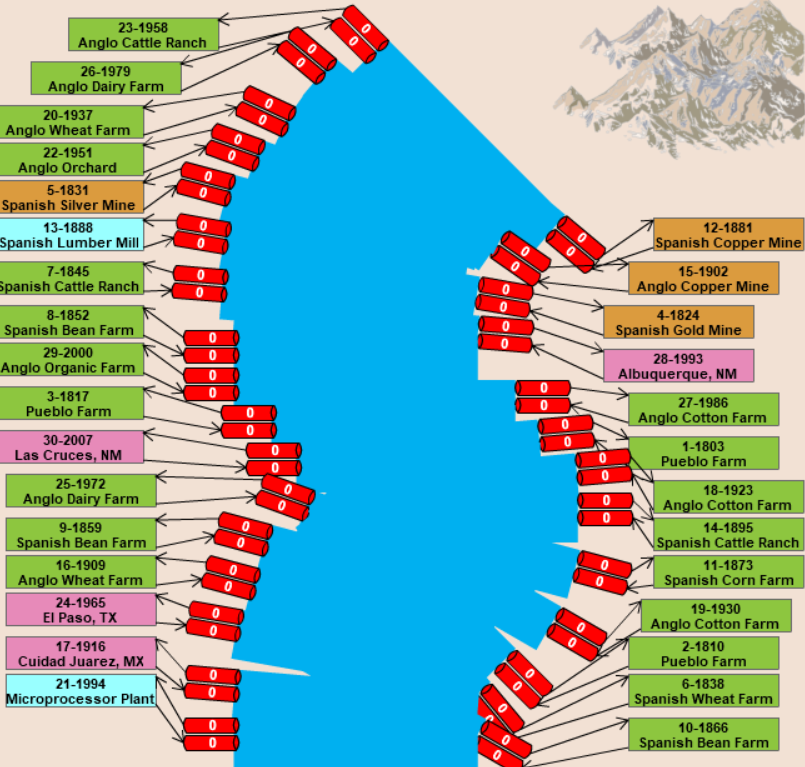 23-1958
Anglo Cattle Ranch
0
0
26-1979
Anglo Dairy Farm
0
0
20-1937
Anglo Wheat Farm
0
0
22-1951
Anglo Orchard
0
0
5-1831
Spanish Silver Mine
0
0
13-1888
Spanish Lumber Mill
0
0
7-1845
Spanish Cattle Ranch
0
0
8-1852
Spanish Bean Farm
0
0
29-2000
Anglo Organic Farm
0
0
3-1817
Pueblo Farm
0
0
30-2007
Las Cruces, NM
0
0
25-1972
Anglo Dairy Farm
0
0
9-1859
Spanish Bean Farm
0
0
16-1909
Anglo Wheat Farm
0
0
24-1965
El Paso, TX
0
0
17-1916
Cuidad Juarez, MX
0
0
21-1994
Microprocessor Plant
0
0
12-1881
Spanish Copper Mine
0
0
15-1902
Anglo Copper Mine
0
0
4-1824
Spanish Gold Mine
0
0
28-1993
Albuquerque, NM
0
0
27-1986
Anglo Cotton Farm
0
0
1-1803
Pueblo Farm
0
0
18-1923
Anglo Cotton Farm
0
0
14-1895
Spanish Cattle Ranch
0
0
11-1873
Spanish Corn Farm
0
0
19-1930
Anglo Cotton Farm
0
0
2-1810
Pueblo Farm
0
0
6-1838
Spanish Wheat Farm
0
10-1866
Spanish Bean Farm
0
0